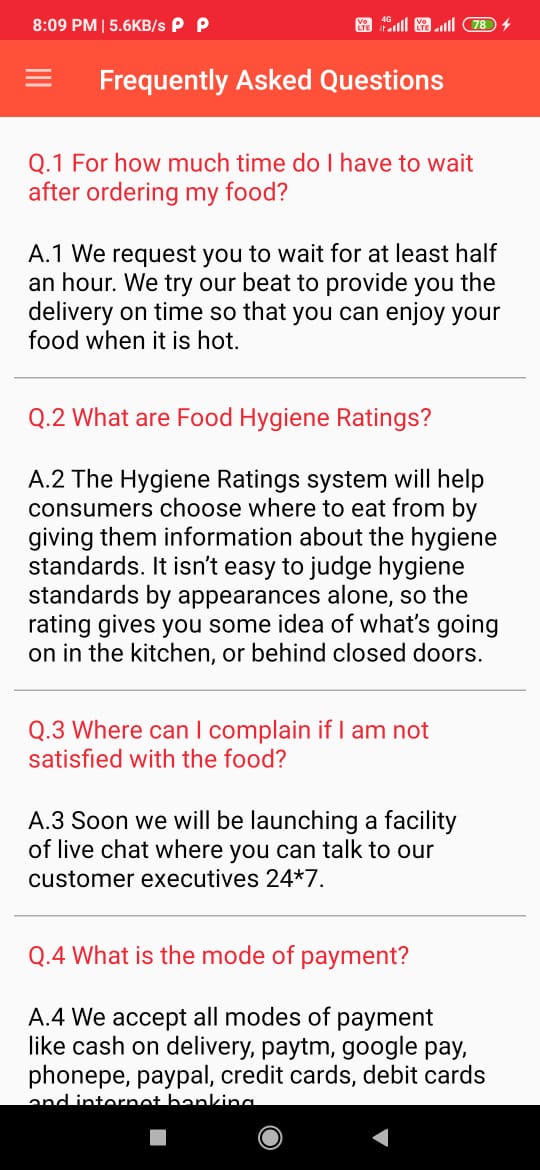 8:09 PM | 5.6KB/s P P Vo LTE 4G Vo LTE 78
Frequently Asked Questions
Q.1 For how much time do I have to wait
after ordering my food?
A.1 We request you to wait for at least half
an hour. We try our beat to provide you the
delivery on time so that you can enjoy your
food when it is hot.
Q.2 What are Food Hygiene Ratings?
A.2 The Hygiene Ratings system will help
consumers choose where to eat from by
giving them information about the hygiene
standards. It isn’t easy to judge hygiene
standards by appearances alone, so the
rating gives you some idea of what’s going
on in the kitchen, or behind closed doors.
Q.3 Where can I complain if I am not
satisfied with the food?
A.3 Soon we will be launching a facility
of live chat where you can talk to our
customer executives 24*7.
Q.4 What is the mode of payment?
A.4 We accept all modes of payment
like cash on delivery, paytm, google pay,
phonepe, paypal, credit cards, debit cards
and internet banking